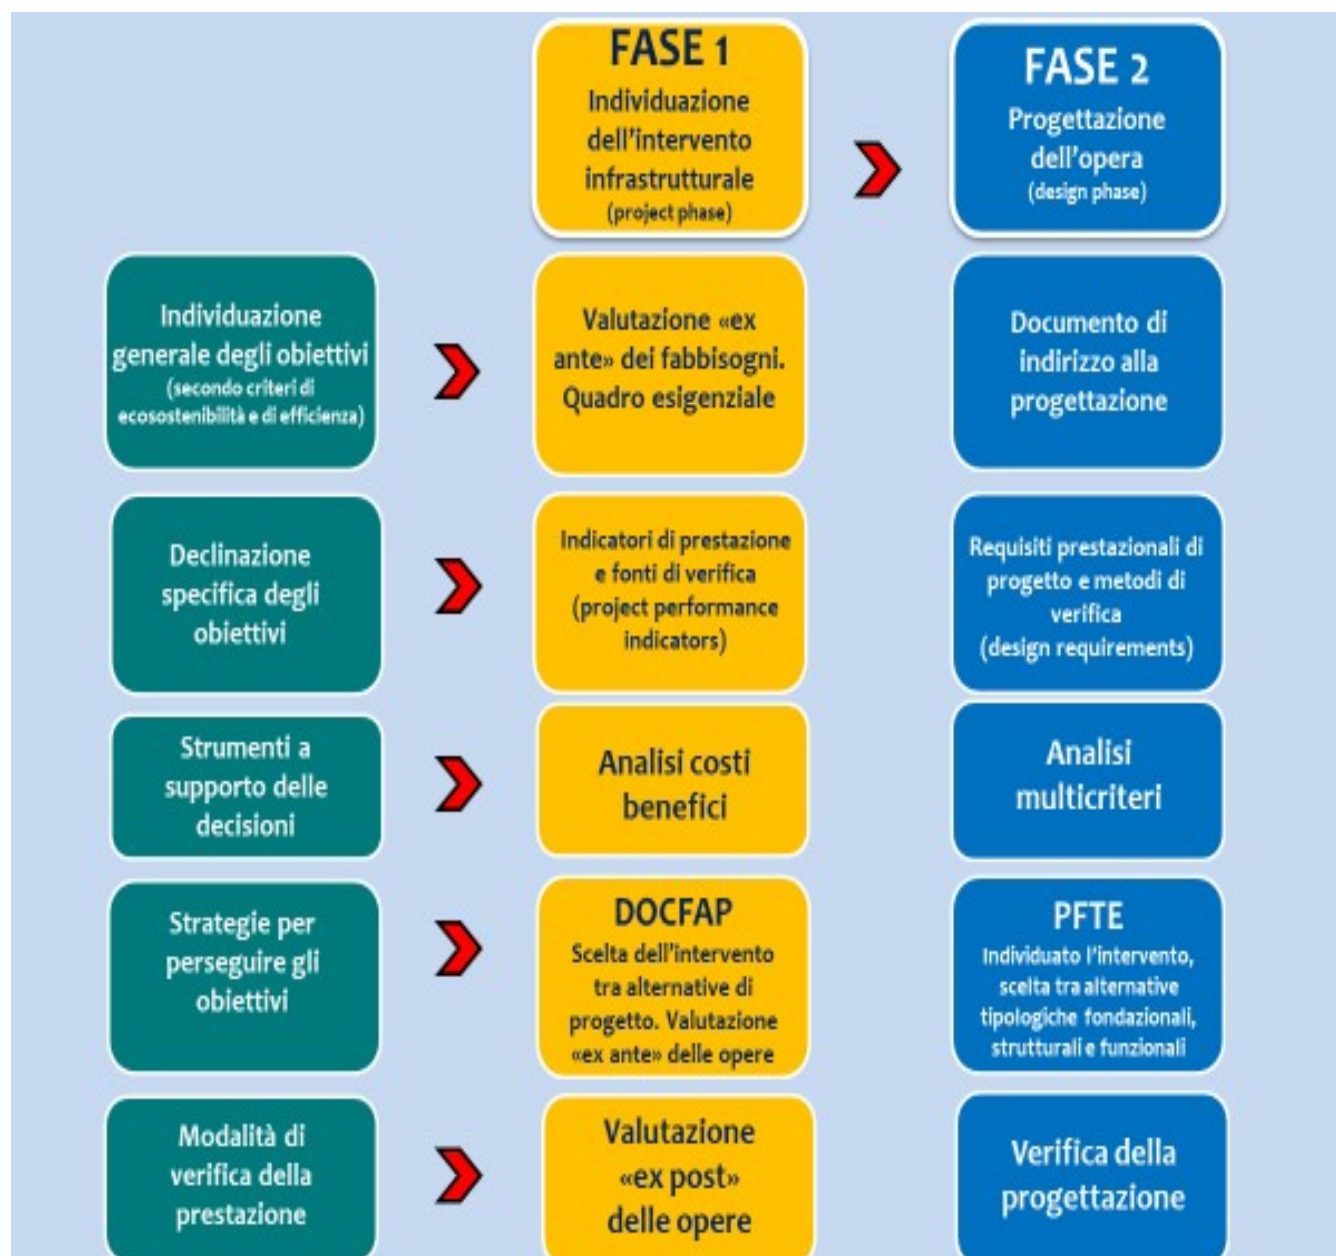 FASE 1
Individuazione
dell'intervento
infrastrutturale
(project phase)
FASE 2
Progettazione
dell'opera
(design phase)
Individuazione
generale degli obiettivi
(secondo criteri di
ecosostenibilità e di efficienza)
Valutazione «ex
ante» dei fabbisogni.
Quadro esigenziale
Documento di
indirizzo alla
progettazione
Declinazione
specifica degli
obiettivi
Indicatori di prestazione
e fonti di verifica
(project performance
indicators)
Requisiti prestazionali di
progetto e metodi di
verifica
(design requirements)
Strumenti a
supporto delle
decisioni
Analisi costi
benefici
Analisi
multicriteri
Strategie per
perseguire gli
obiettivi
DOCFAP
Scelta dell'intervento
tra alternative di
progetto. Valutazione
«ex ante» delle opere
PFTE
Individuato l'intervento,
scelta tra alternative
tipologiche fondazionali,
strutturali e funzionali
Modalità di
verifica della
prestazione
Valutazione
«ex post»
delle opere
Verifica della
progettazione